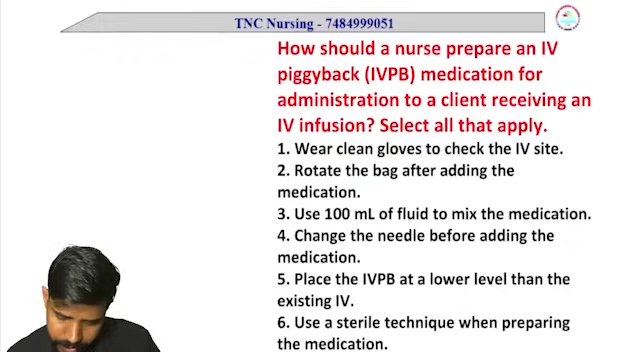 TNC Nursing - 7484999051
How should a nurse prepare an IV
piggyback (IVPB) medication for
administration to a client receiving an
IV infusion? Select all that apply.
1. Wear clean gloves to check the IV site.
2. Rotate the bag after adding the
medication.
3. Use 100 mL of fluid to mix the medication.
4. Change the needle before adding the
medication.
5. Place the IVPB at a lower level than the
existing IV.
6. Use a sterile technique when preparing
the medication.